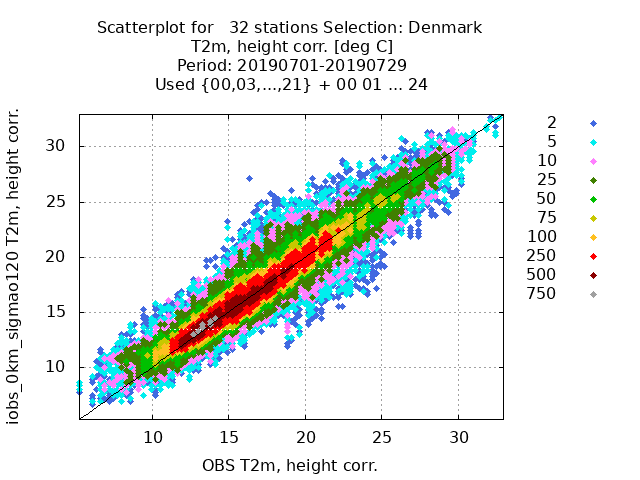 Scatterplot for   32 stations Selection: Denmark
T2m, height corr. [deg C]
Period: 20190701-20190729
Used {00,03,...,21} + 00 01 ... 24
iobs_0km_sigmao120 T2m, height corr.
30
25
20
15
10
10 15 20 25 30
OBS T2m, height corr.
2
5
10
25
50
75
100
250
500
750